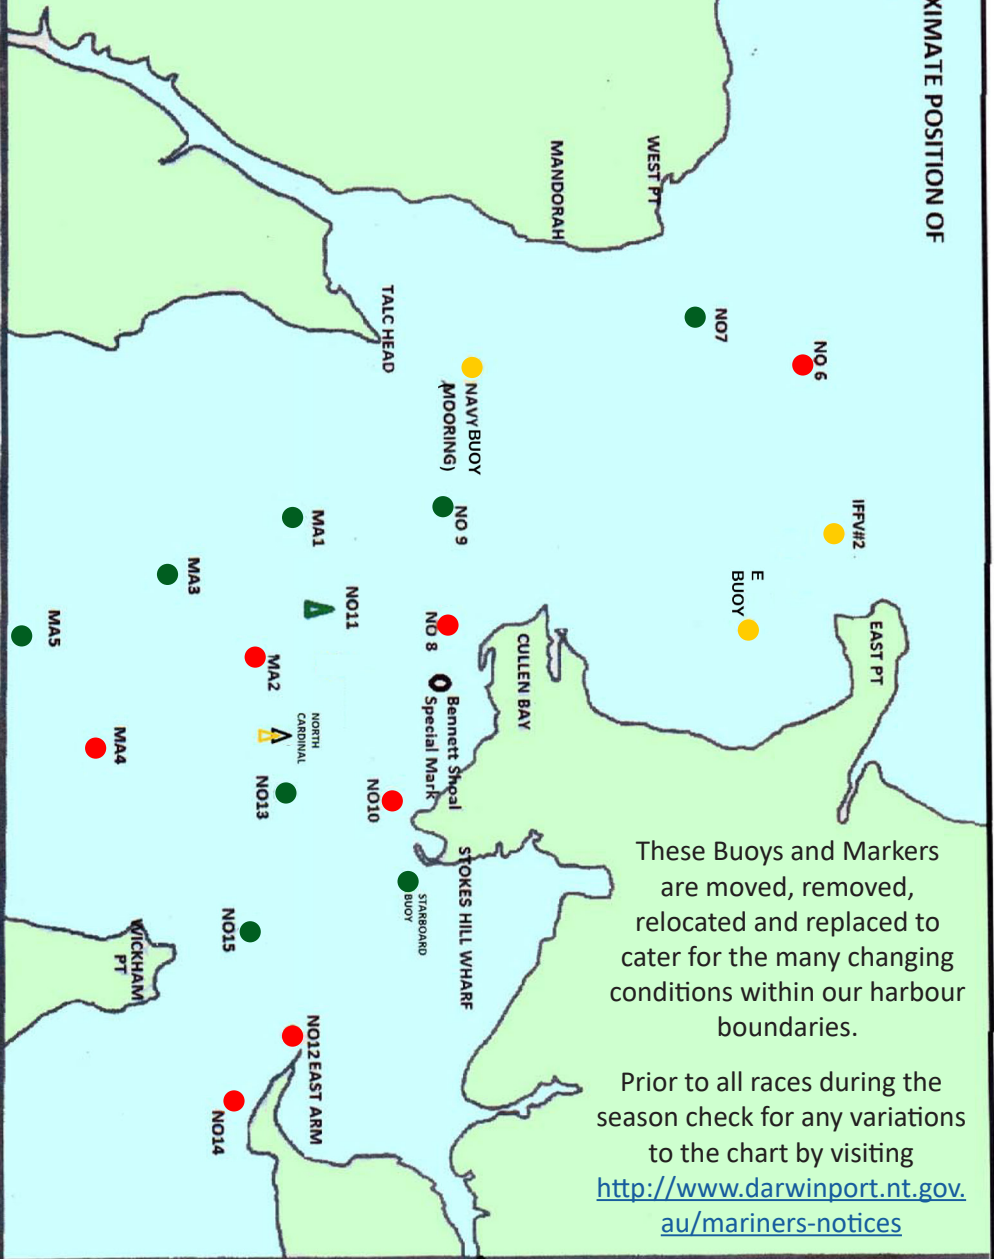 XIMATE POSITION OF
WEST PT
MANDORAH
TALC HEAD
NO7
NO 6
NAVY BUOY
(MOORING)
NO 9
IFFV#2
E
BUOY
EAST PT
MA1
MA3
MA5
NO11
NO 8
CULLEN BAY
MA2
Bennett Shoal
Special Mark
NORTH
CARDINAL
MA4
NO13
NO10
STOKES HILL WHARF
STARBOARD
BUOY
NO15
WICKHAM
PT
NO12
EAST ARM
NO14
These Buoys and Markers
are moved, removed,
relocated and replaced to
cater for the many changing
conditions within our harbour
boundaries.
Prior to all races during the
season check for any variations
to the chart by visiting
http://www.darwinport.nt.gov.
au/mariners-notices